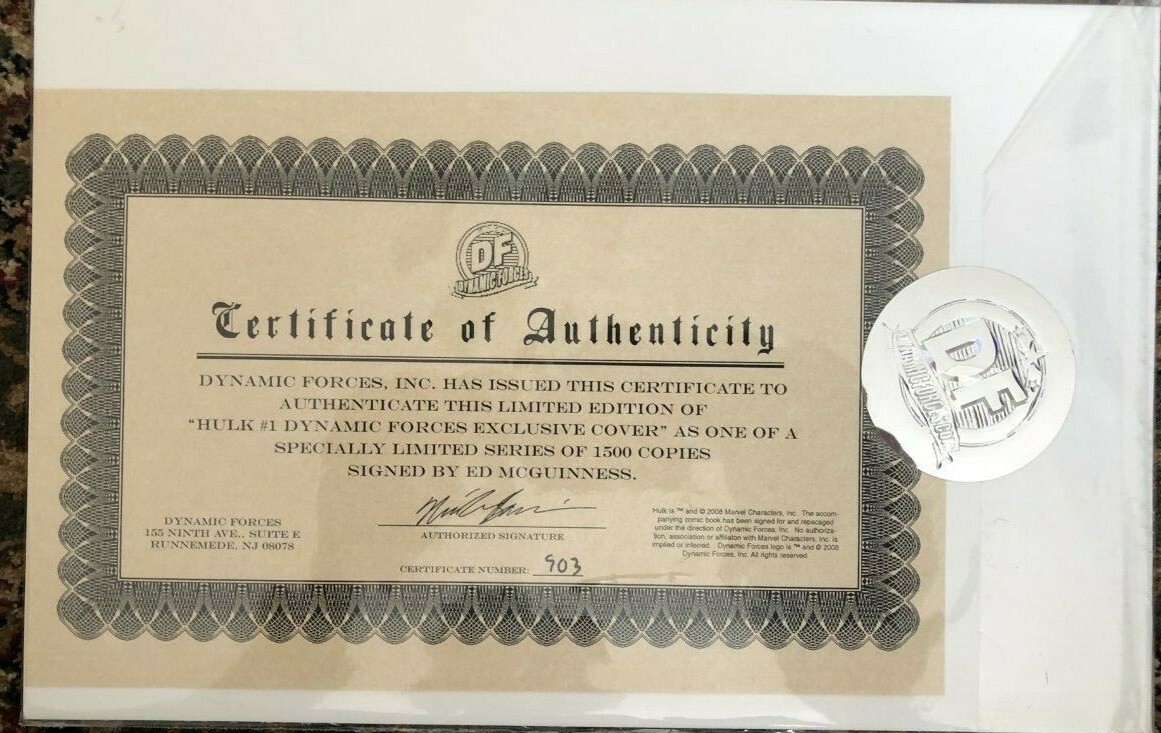 DF
DYNAMIC FORCES
Certificate of Authenticity
DYNAMIC FORCES, INC. HAS ISSUED THIS CERTIFICATE TO
AUTHENTICATE THIS LIMITED EDITION OF
"HULK #1 DYNAMIC FORCES EXCLUSIVE COVER" AS ONE OF A
SPECIALLY LIMITED SERIES OF 1500 COPIES
SIGNED BY ED MCGUINNESS.
AUTHORIZED SIGNATURE
CERTIFICATE NUMBER: 903
DYNAMIC FORCES
155 NINTH AVE., SUITE E
RUNNEMEDE, NJ 08078
Hulk is ™ and © 2008 Marvel Characters, Inc. The accom-
panying comic book has been signed for and repacaged
under the direction of Dynamic Forces, Inc. No authoriza-
tion, association or affiliaton with Marvel Characters, Inc. is
implied or inferred. Dynamic Forces logo is ™ and © 2008
Dynamic Forces, Inc. All rights reserved
DF